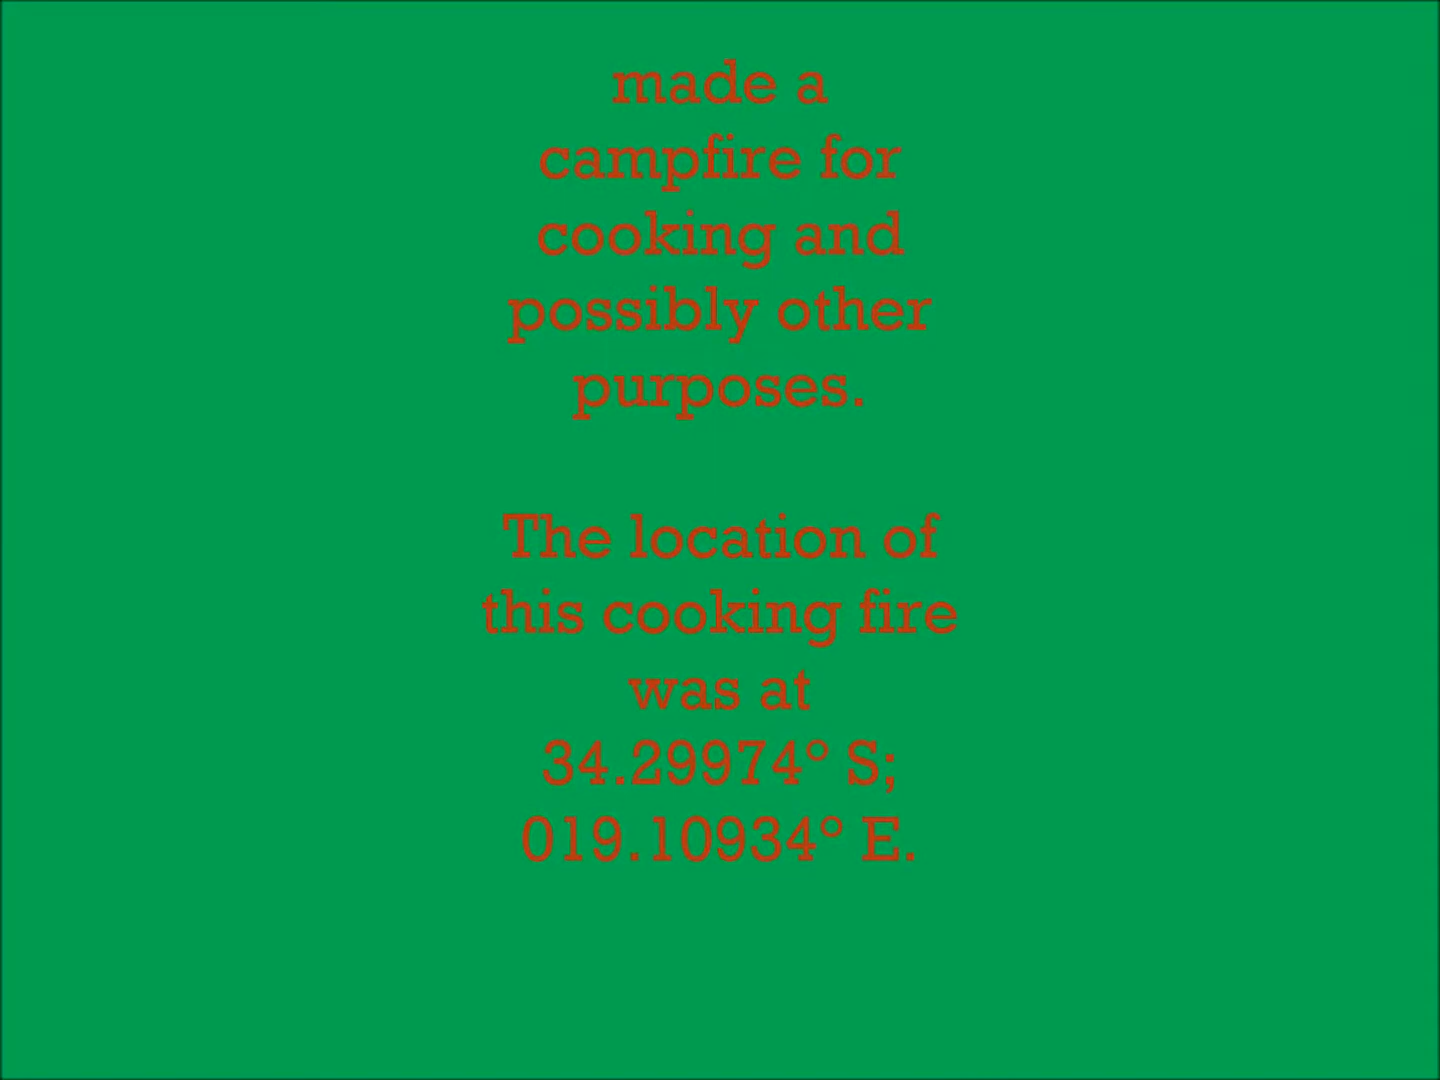 made a
campfire for
cooking and
possibly other
purposes.
The location of
this cooking fire
was at
34.29974° S;
019.10934° E.